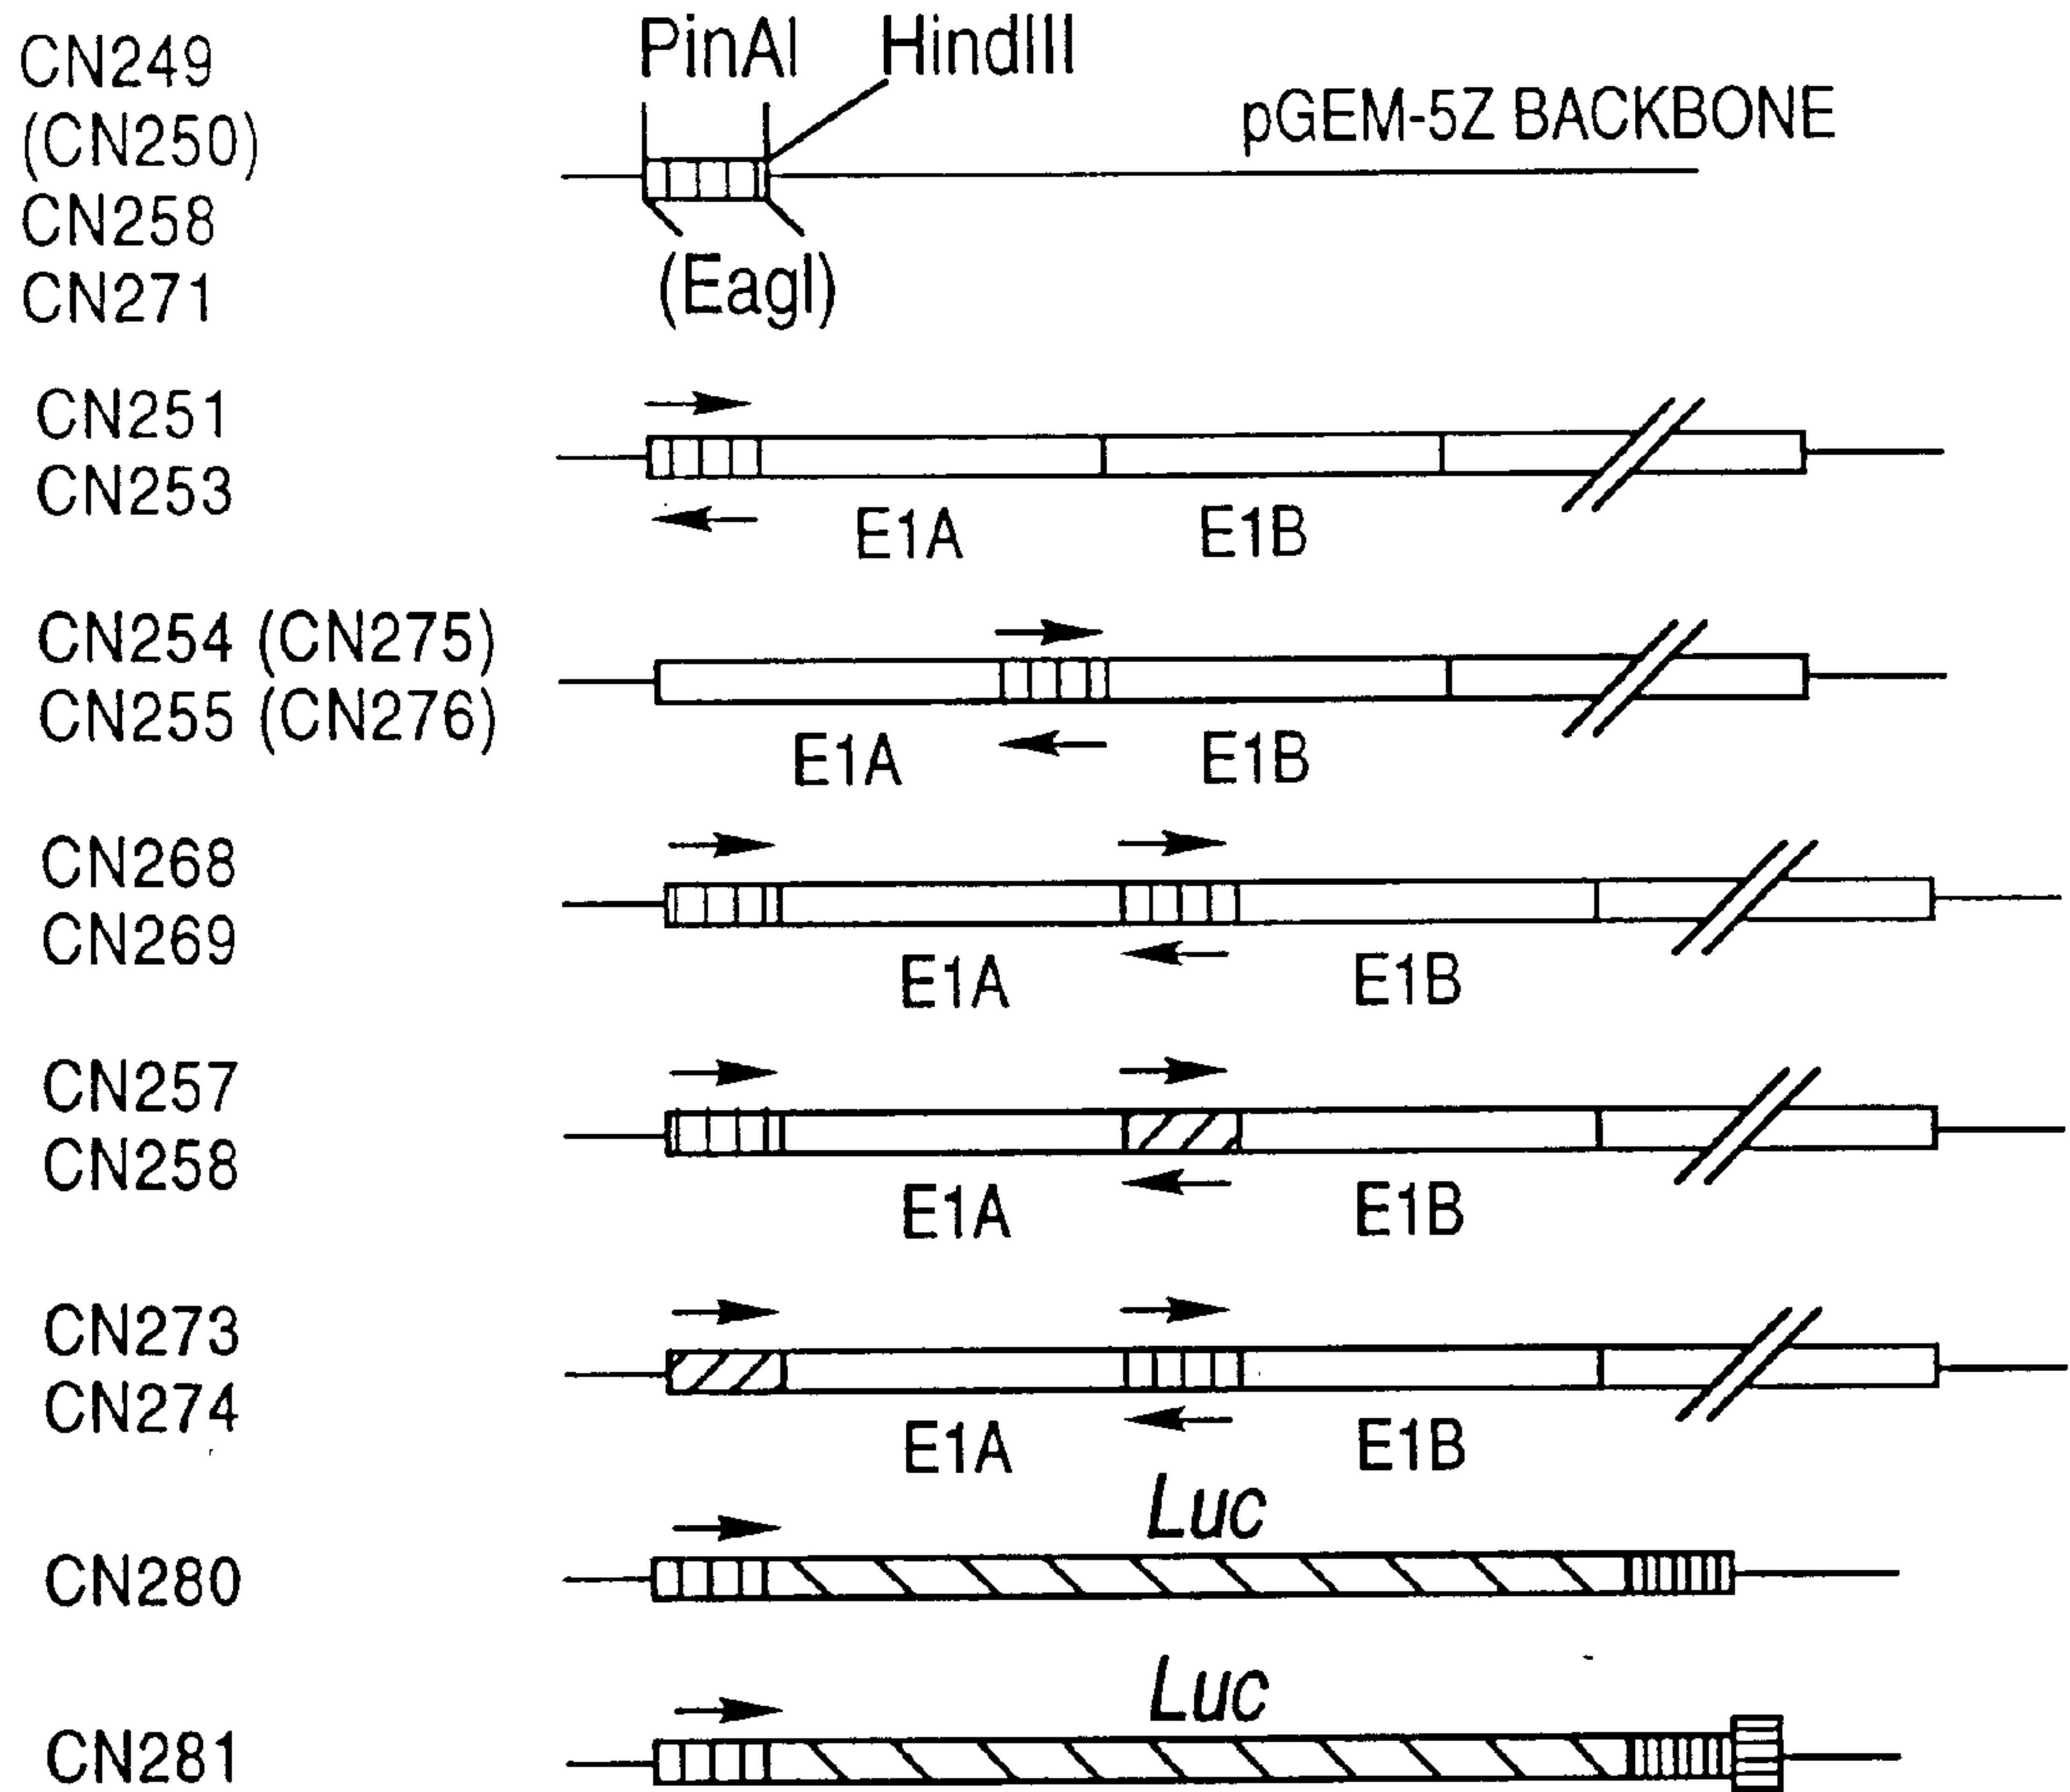 CN249
(CN250)
CN258
CN271
PinAI HindIII
pGEM-5Z BACKBONE
(EagI)
CN251
CN253
E1A E1B
CN254 (CN275)
CN255 (CN276)
E1A E1B
CN268
CN269
E1A E1B
CN257
CN258
E1A E1B
CN273
CN274
E1A E1B
Luc
CN280
Luc
CN281